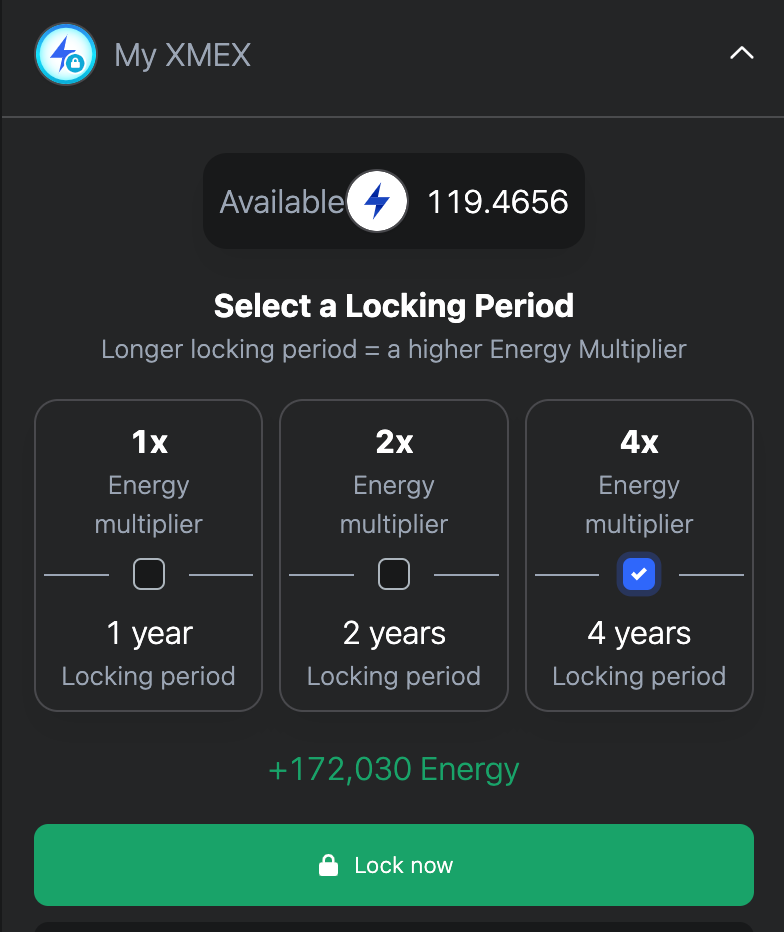 My XMEX
Available 119.4656
Select a Locking Period
Longer locking period = a higher Energy Multiplier
1x
Energy
multiplier
1 year
Locking period
2x
Energy
multiplier
2 years
Locking period
4x
Energy
multiplier
4 years
Locking period
+172,030 Energy
Lock now